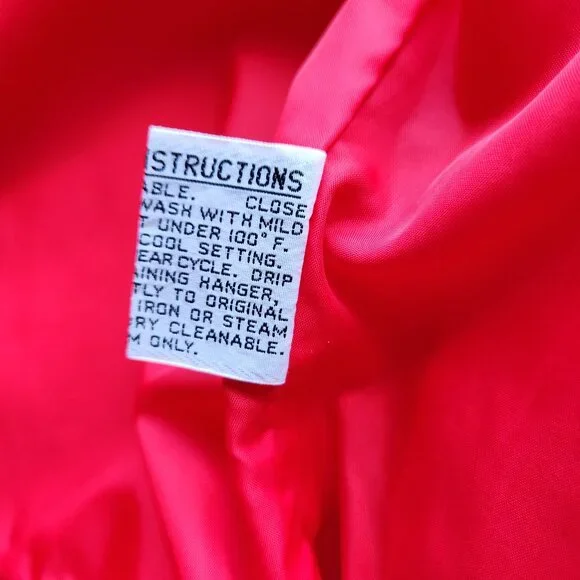 STRUCTIONS
ABLE. CLOSE
WASH WITH MILD
T UNDER 100°F.
COOL SETTING.
EAR CYCLE. DRIP
INING HANGER,
TLY TO ORIGINAL
IRON OR STEAM
RY CLEANABLE.
M ONLY.